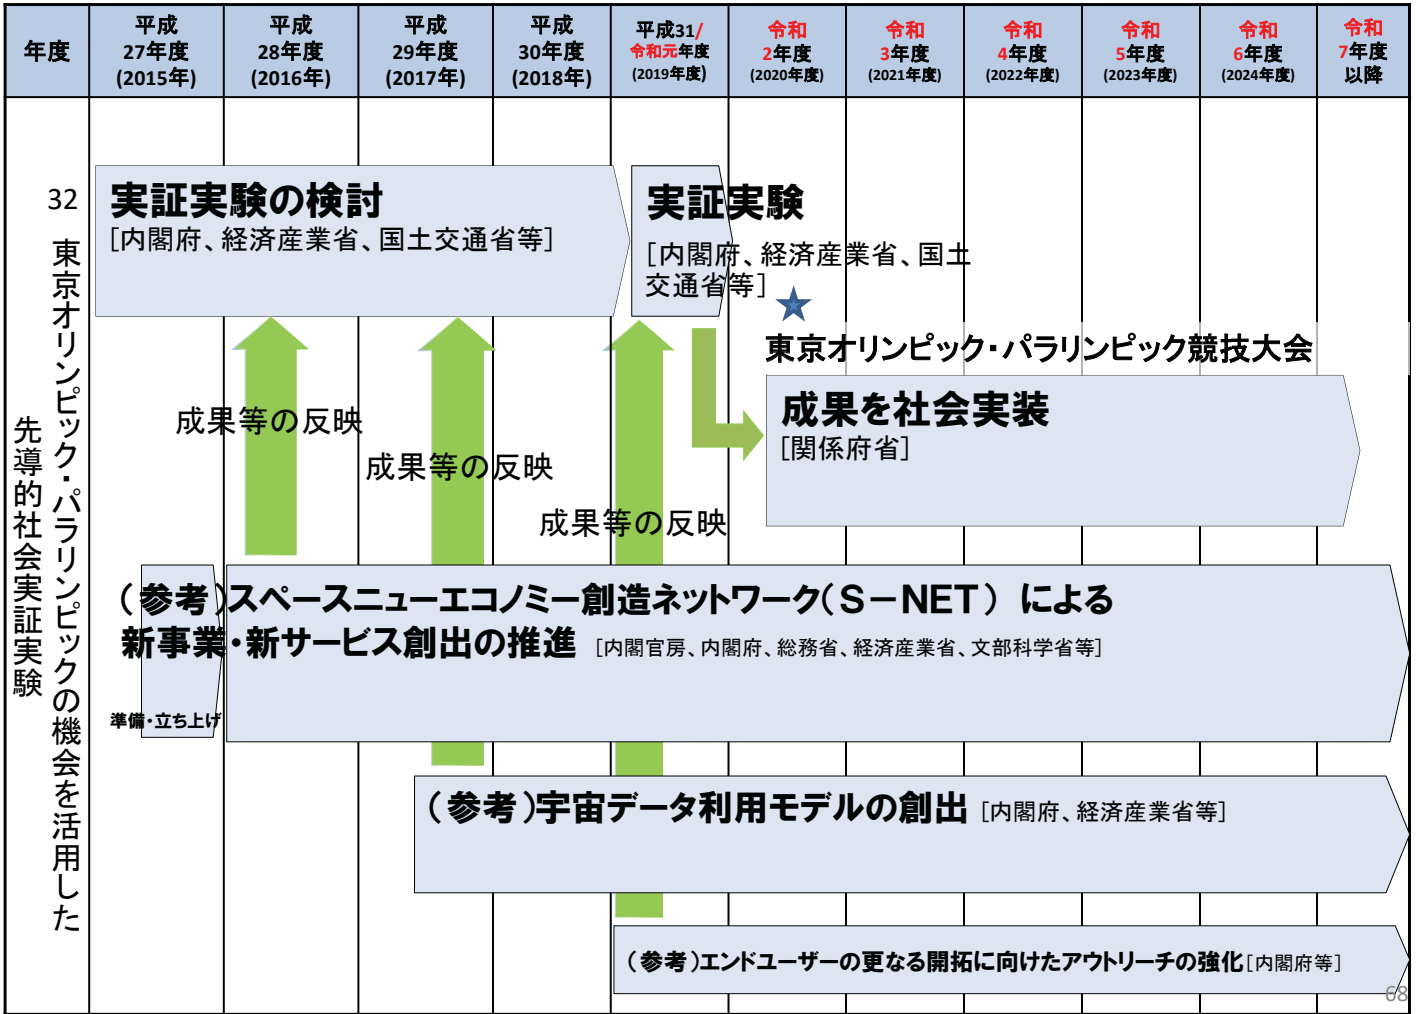 年度
平成
27年度
(2015年)
平成
28年度
(2016年)
平成
29年度
(2017年)
平成
30年度
(2018年)
平成31/
令和元年度
(2019年度)
令和
2年度
(2020年度)
令和
3年度
(2021年度)
令和
4年度
(2022年度)
令和
5年度
(2023年度)
令和
6年度
(2024年度)
令和
7年度
以降
32
東京オリンピック・パラリンピックの機会を活用した
先導的社会実証実験
実証実験の検討
[内閣府、経済産業省、国土交通省等]
実証実験
[内閣府、経済産業省、国土
交通省等]
東京オリンピック・パラリンピック競技大会
成果を社会実装
[関係府省]
成果等の反映
成果等の反映
成果等の反映
(参考)スペースニューエコノミー創造ネットワーク(S-NET) による
新事業・新サービス創出の推進 [内閣官房、内閣府、総務省、経済産業省、文部科学省等]
準備・立ち上げ
(参考)宇宙データ利用モデルの創出 [内閣府、経済産業省等]
(参考)エンドユーザーの更なる開拓に向けたアウトリーチの強化[内閣府等]
68